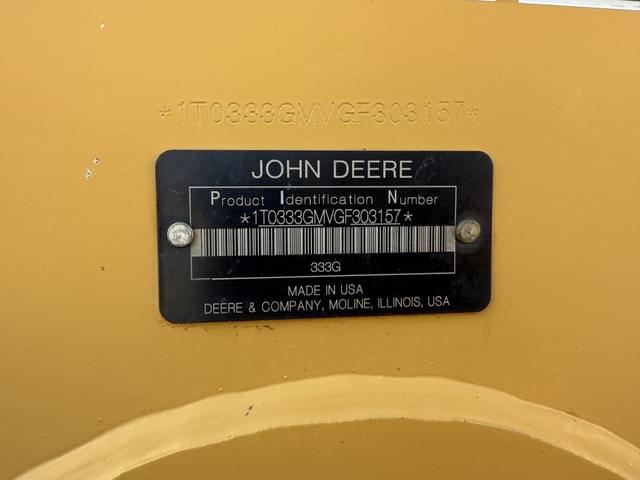 *1T0333GMVGF303157*
JOHN DEERE
Product Identification Number
*1T0333GMVGF303157*
333G
MADE IN USA
DEERE & COMPANY, MOLINE, ILLINOIS, USA